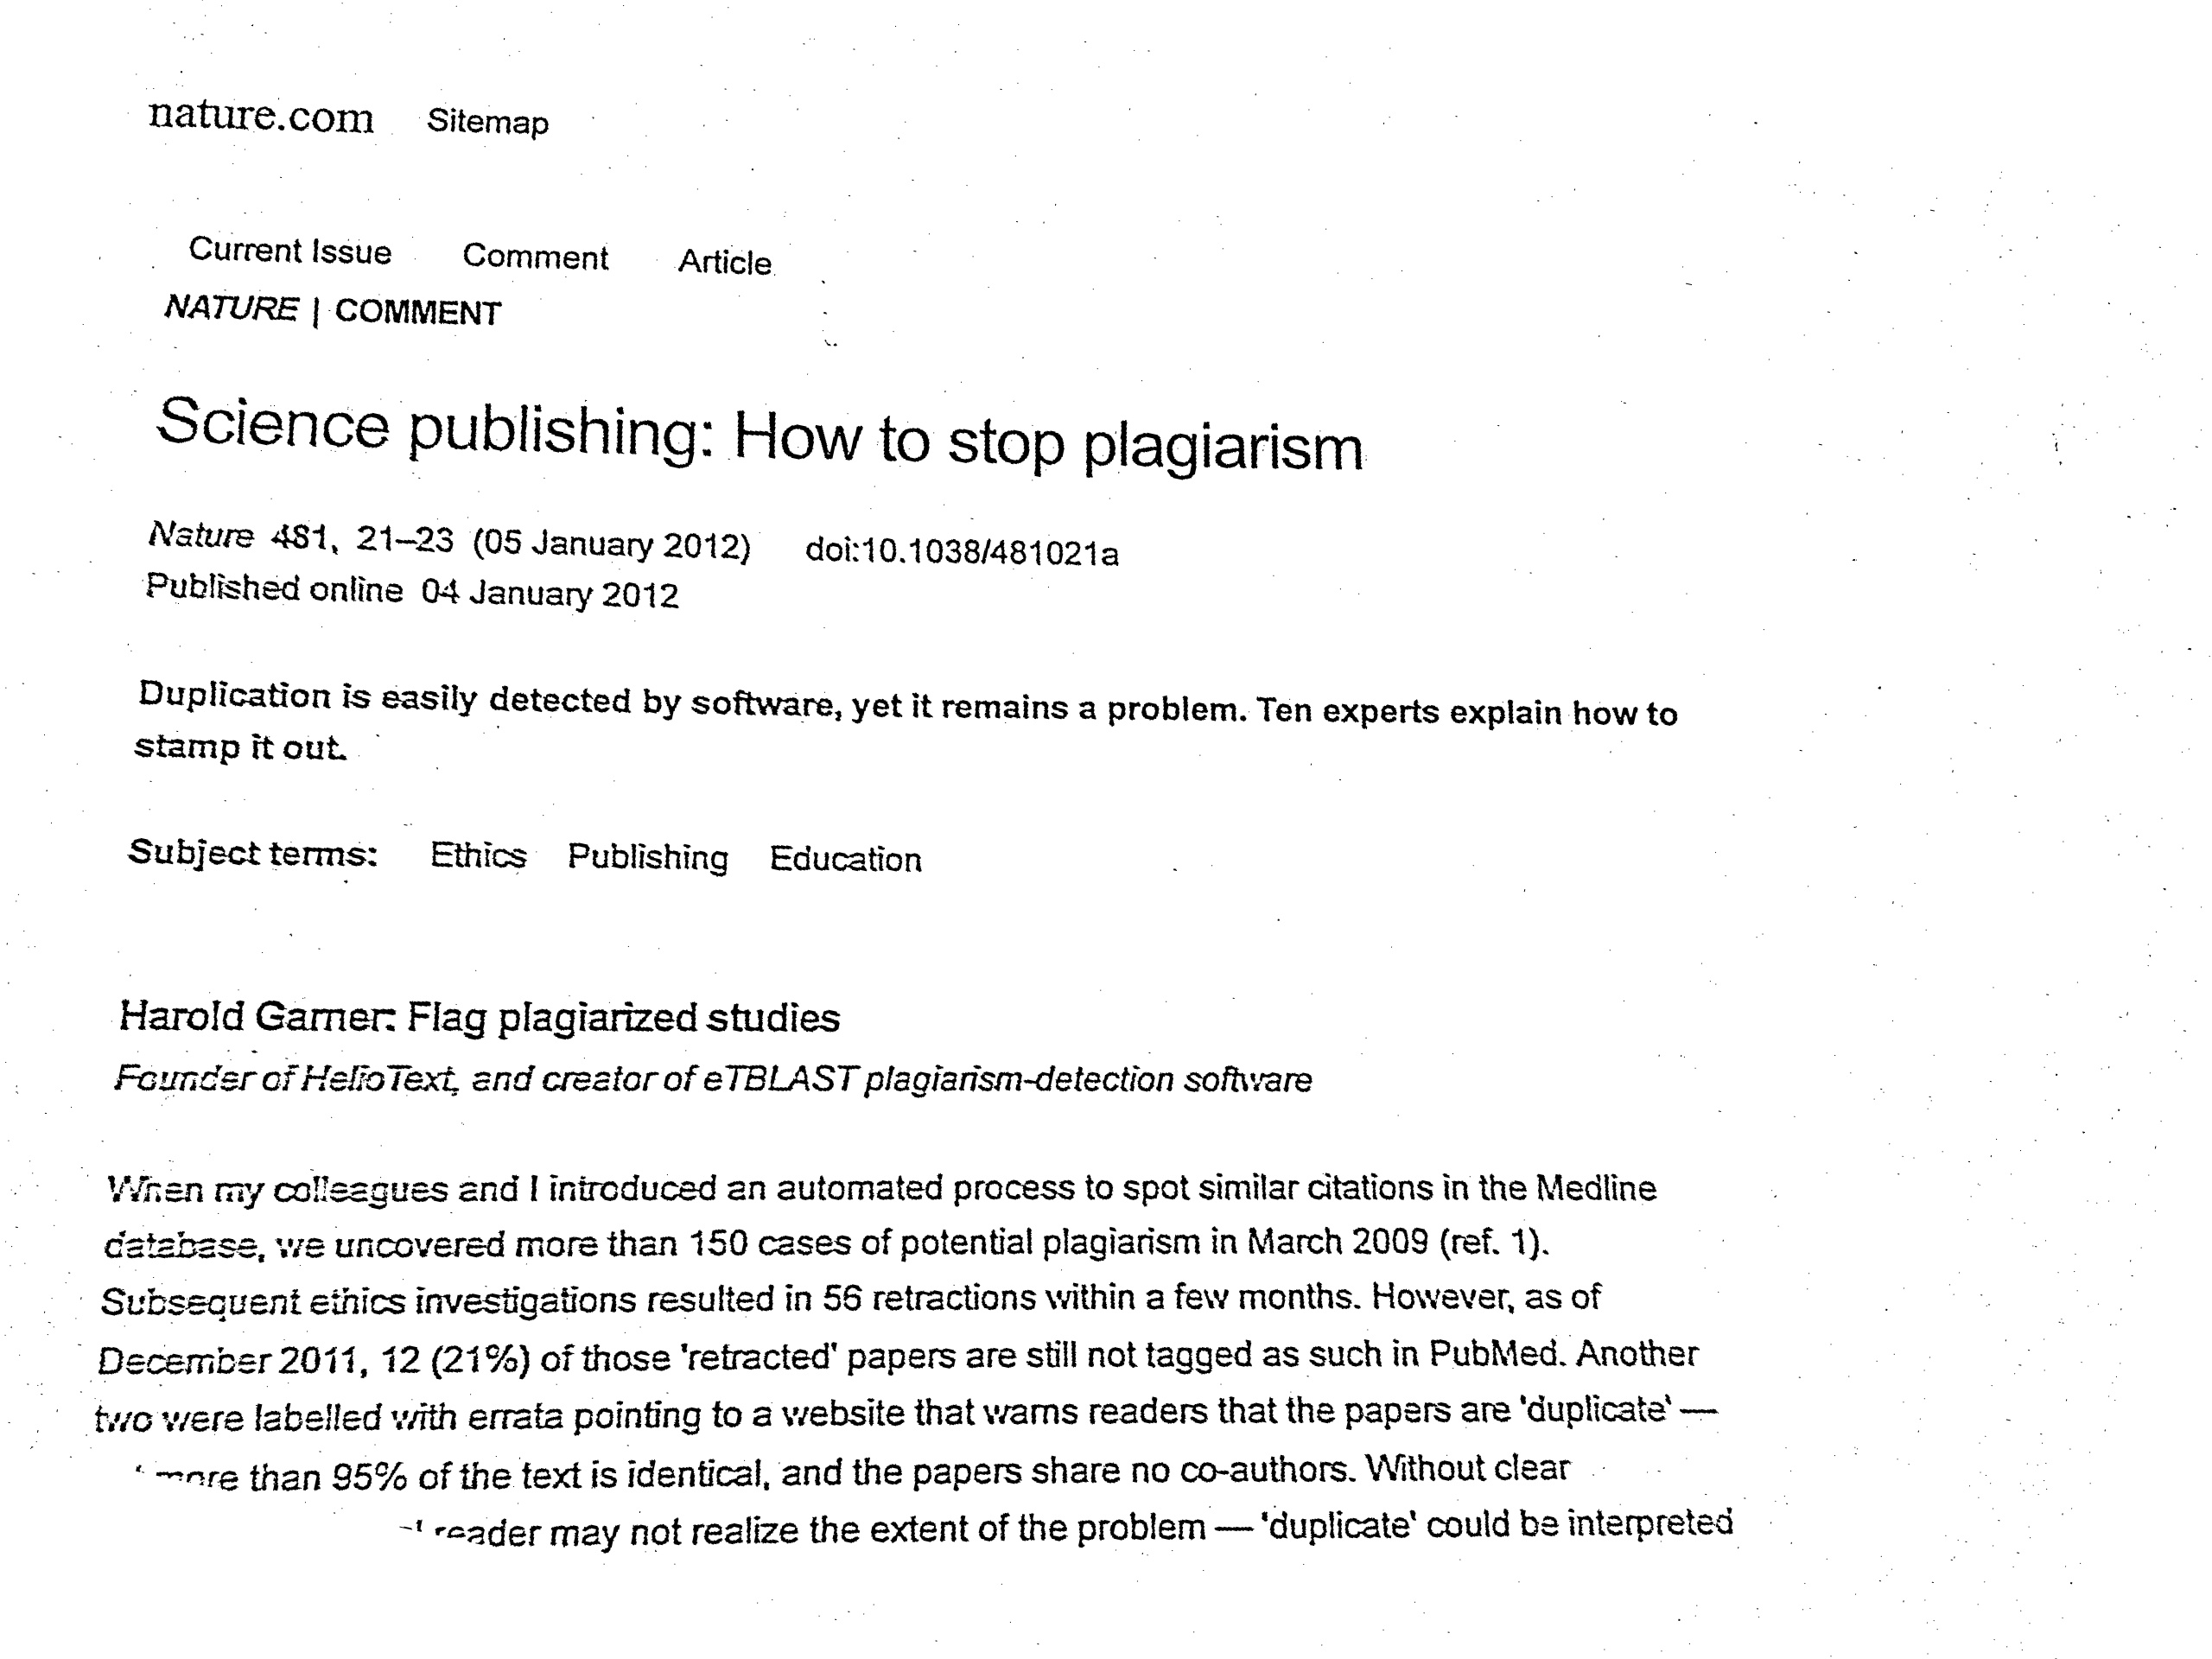 nature.com Sitemap
Current Issue Comment Article
NATURE | COMMENT
Science publishing: How to stop plagiarism
Nature 481, 21–23 (05 January 2012) doi:10.1038/481021a
Published online 04 January 2012
Duplication is easily detected by software, yet it remains a problem. Ten experts explain how to
stamp it out.
Subject terms: Ethics Publishing Education
Harold Garner: Flag plagiarized studies
Founder of HelioText, and creator of eTBLAST plagiarism-detection software
When my colleagues and I introduced an automated process to spot similar citations in the Medline
database, we uncovered more than 150 cases of potential plagiarism in March 2009 (ref. 1).
Subsequent ethics investigations resulted in 56 retractions within a few months. However, as of
December 2011, 12 (21%) of those 'retracted' papers are still not tagged as such in PubMed. Another
two were labelled with errata pointing to a website that warns readers that the papers are 'duplicate' —
more than 95% of the text is identical, and the papers share no co-authors. Without clear
reader may not realize the extent of the problem — 'duplicate' could be interpreted